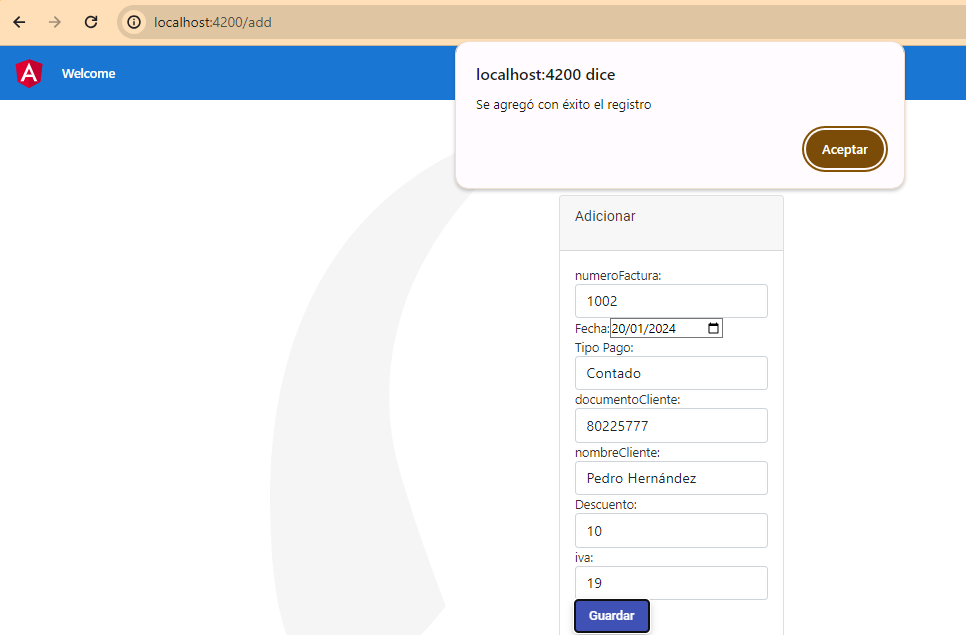 localhost:4200/add
Welcome
localhost:4200 dice
Se agregó con éxito el registro
Aceptar
Adicionar
numeroFactura:
1002
Fecha: 20/01/2024
Tipo Pago:
Contado
documentoCliente:
80225777
nombreCliente:
Pedro Hernández
Descuento:
10
iva:
19
Guardar